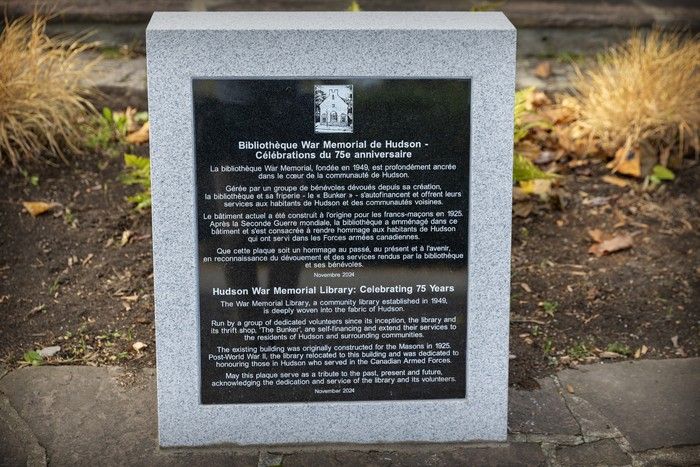 Bibliothèque War Memorial de Hudson -
Célébrations du 75e anniversaire
La bibliothèque War Memorial, fondée en 1949, est profondément ancrée
dans le cœur de la communauté de Hudson.
Gérée par un groupe de bénévoles dévoués depuis sa création,
la bibliothèque et sa friperie - le « Bunker » - s'autofinancent et offrent leurs
services aux habitants de Hudson et des communautés voisines.
Le bâtiment actuel a été construit à l'origine pour les francs-maçons en 1925.
Après la Seconde Guerre mondiale, la bibliothèque a emménagé dans ce
bâtiment et s'est consacrée à rendre hommage aux habitants de Hudson
qui ont servi dans les Forces armées canadiennes.
Que cette plaque soit un hommage au passé, au présent et à l'avenir,
en reconnaissance du dévouement et des services rendus par la bibliothèque
et ses bénévoles.
Novembre 2024
Hudson War Memorial Library: Celebrating 75 Years
The War Memorial Library, a community library established in 1949,
is deeply woven into the fabric of Hudson.
Run by a group of dedicated volunteers since its inception, the library and
its thrift shop, 'The Bunker', are self-financing and extend their services to
the residents of Hudson and surrounding communities.
The existing building was originally constructed for the Masons in 1925.
Post-World War II, the library relocated to this building and was dedicated to
honouring those in Hudson who served in the Canadian Armed Forces.
May this plaque serve as a tribute to the past, present and future,
acknowledging the dedication and service of the library and its volunteers.
November 2024